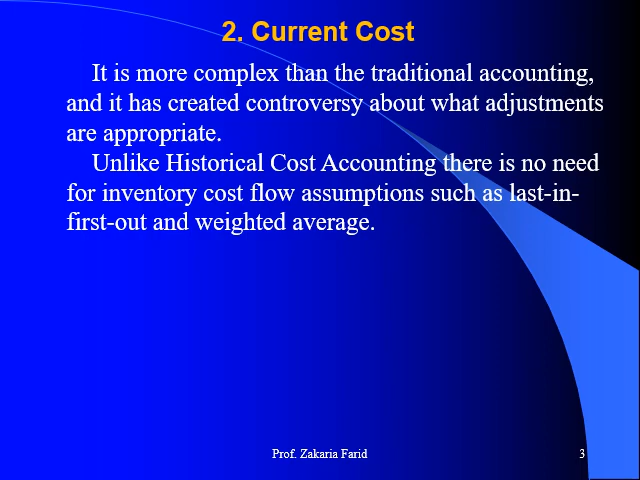 2. Current Cost
It is more complex than the traditional accounting,
and it has created controversy about what adjustments
are appropriate.
Unlike Historical Cost Accounting there is no need
for inventory cost flow assumptions such as last-in-
first-out and weighted average.
Prof. Zakaria Farid
3